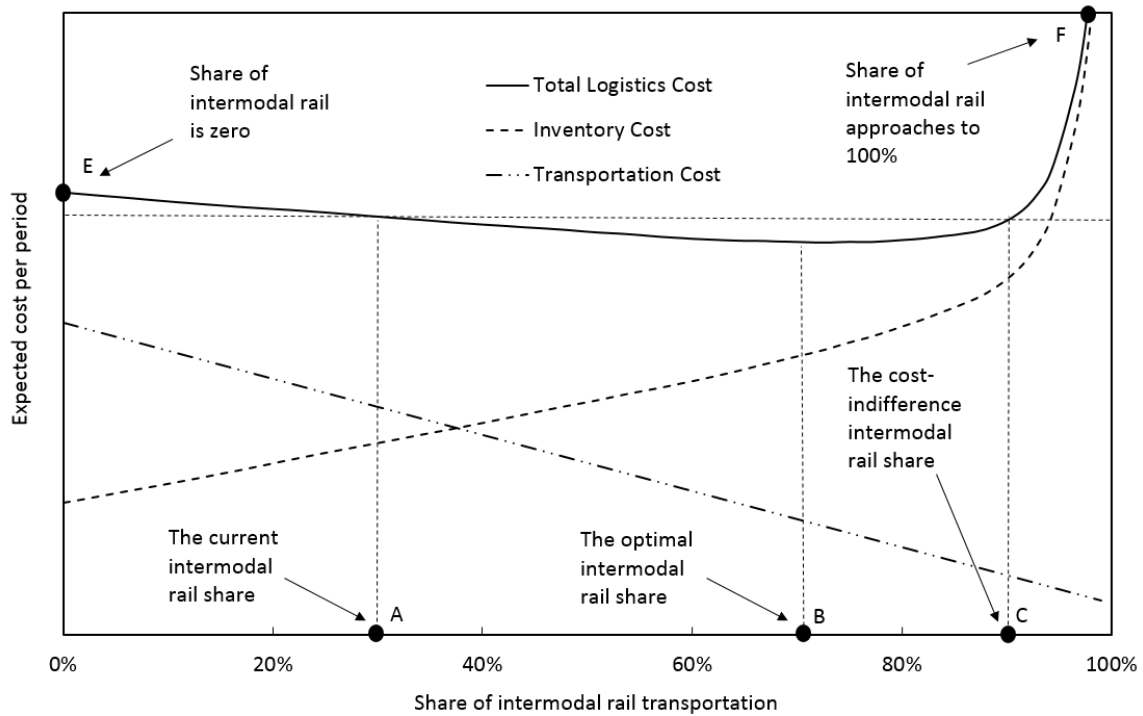 F
Share of
intermodal rail
is zero
Total Logistics Cost
Inventory Cost
Transportation Cost
Share of
intermodal rail
approaches to
100%
E
Expected cost per period
The cost-
indifference
intermodal
rail share
The current
intermodal
rail share
The optimal
intermodal
rail share
A
B
C
0%
20%
40%
60%
80%
100%
Share of intermodal rail transportation